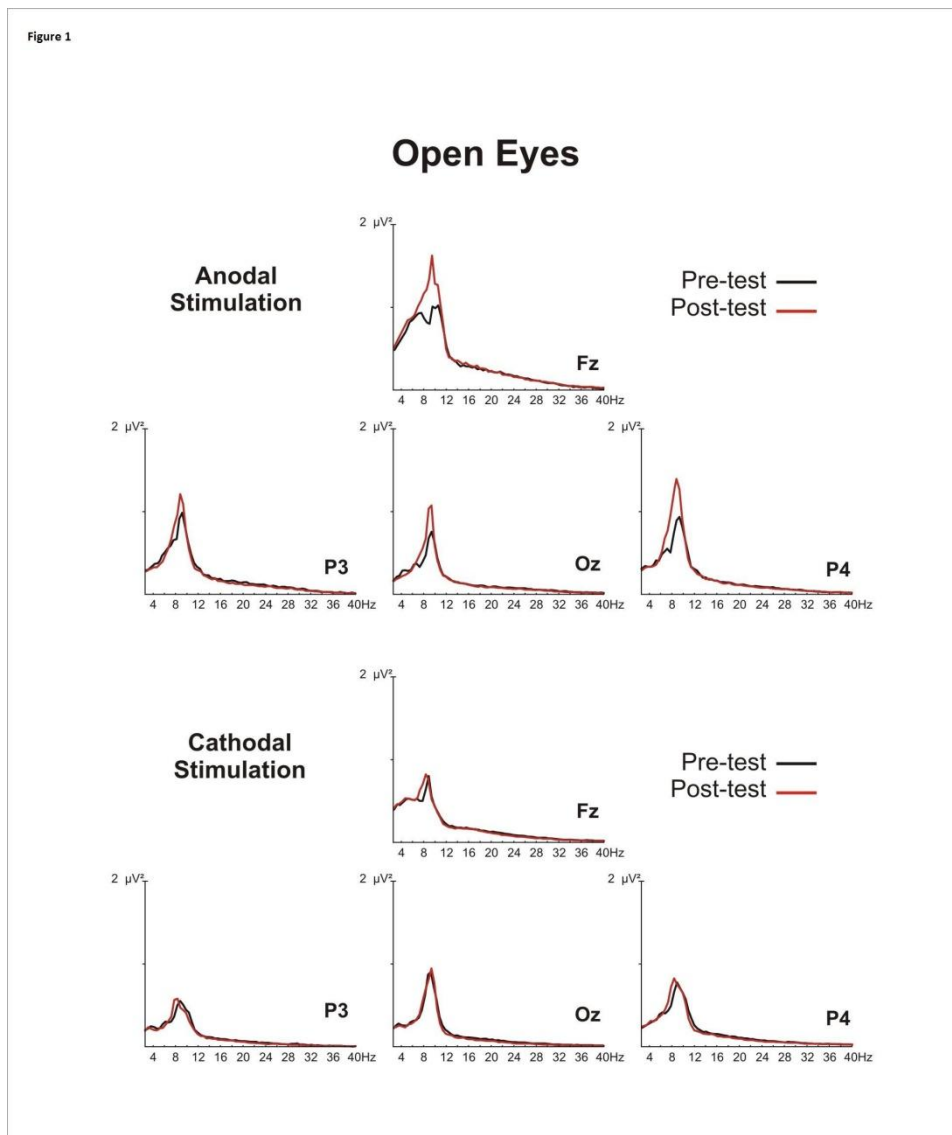 Figure 1
Open Eyes
2 µV²
Anodal
Stimulation
Pre-test
Post-test
Fz
4 8 12 16 20 24 28 32 36 40Hz
2 µV² 2 µV² 2 µV²
P3 Oz P4
4 8 12 16 20 24 28 32 36 40Hz 4 8 12 16 20 24 28 32 36 40Hz 4 8 12 16 20 24 28 32 36 40Hz
2 µV²
Cathodal
Stimulation
Pre-test
Post-test
Fz
4 8 12 16 20 24 28 32 36 40Hz
2 µV² 2 µV² 2 µV²
P3 Oz P4
4 8 12 16 20 24 28 32 36 40Hz 4 8 12 16 20 24 28 32 36 40Hz 4 8 12 16 20 24 28 32 36 40Hz